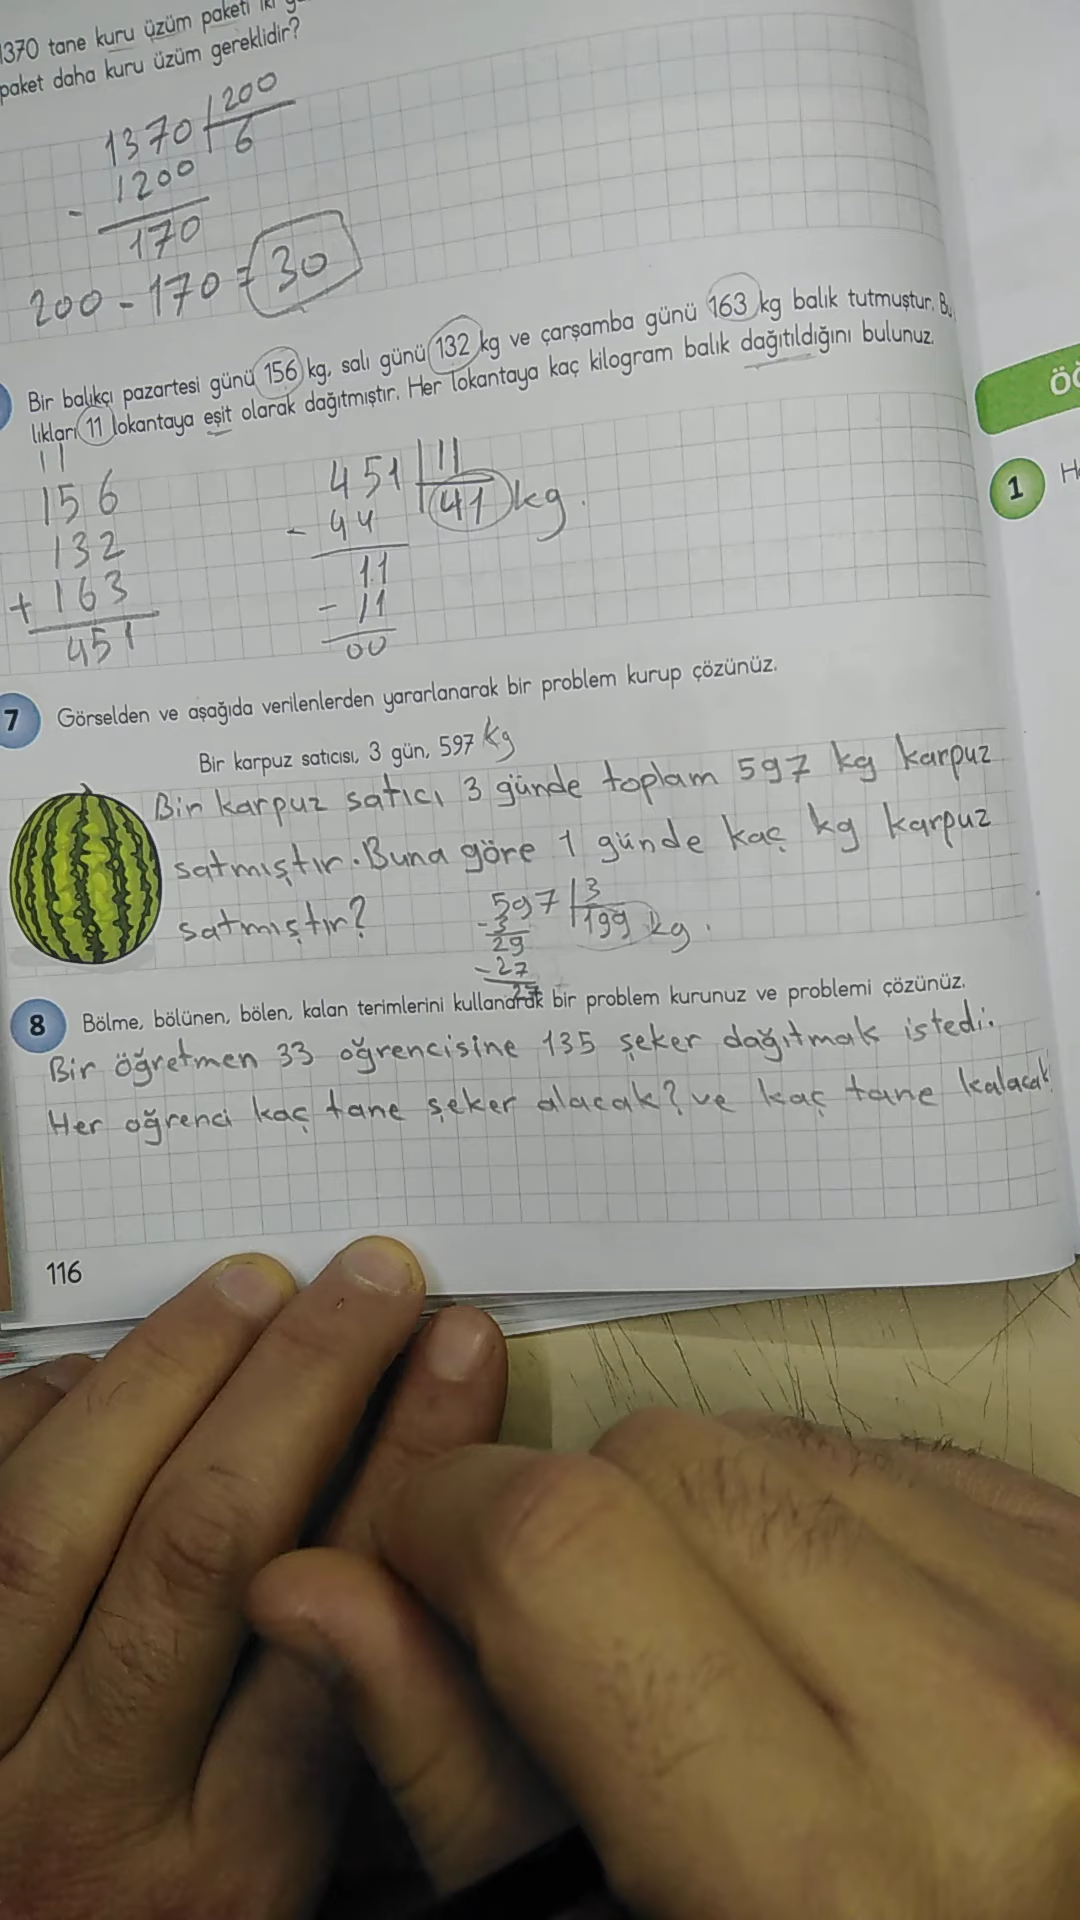 1370 tane kuru üzüm paketi iki
paket daha kuru üzüm gereklidir?
1370 200
- 1200 6
170
200 - 170 = 30
Bir balıkçı pazartesi günü 156 kg, salı günü 132 kg ve çarşamba günü 163 kg balık tutmuştur. Bu
lıkları 11 lokantaya eşit olarak dağıtmıştır. Her lokantaya kaç kilogram balık dağıtıldığını bulunuz.
11
156
132
+ 163
451
451 11
- 44 41 kg.
11
- 11
00
ÖĞ
1
7 Görselden ve aşağıda verilenlerden yararlanarak bir problem kurup çözünüz.
Bir karpuz satıcısı, 3 gün, 597 kg
Bir karpuz satıcı 3 günde toplam 597 kg karpuz
satmıştır. Buna göre 1 günde kaç kg karpuz
satmıştır?
597 3
- 3 199 kg.
29
- 27
27
8 Bölme, bölünen, bölen, kalan terimlerini kullanarak bir problem kurunuz ve problemi çözünüz.
Bir öğretmen 33 oğrencisine 135 şeker dağıtmak istedi.
Her oğrenci kaç tane şeker alacak? ve kaç tane kalacak
116